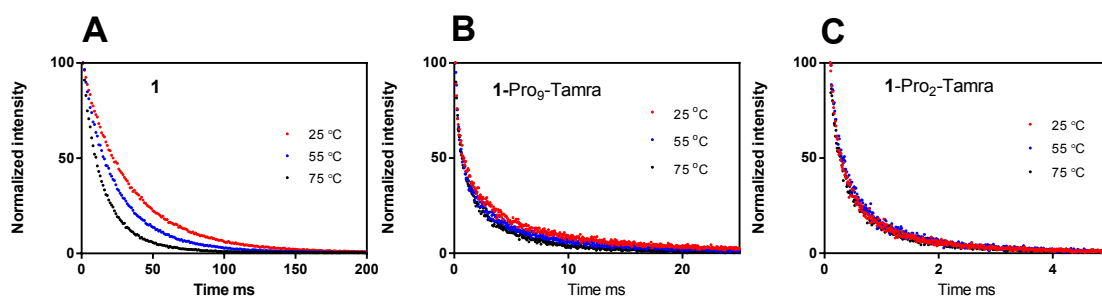 A
Normalized intensity
100
50
0
1
25 °C
55 °C
75 °C
0
50
100
150
200
Time ms
B
Normalized intensity
100
50
0
1-Pro₉-Tamra
25 °C
55 °C
75 °C
0
10
20
Time ms
C
Normalized intensity
100
50
0
1-Pro₂-Tamra
25 °C
55 °C
75 °C
0
2
4
Time ms